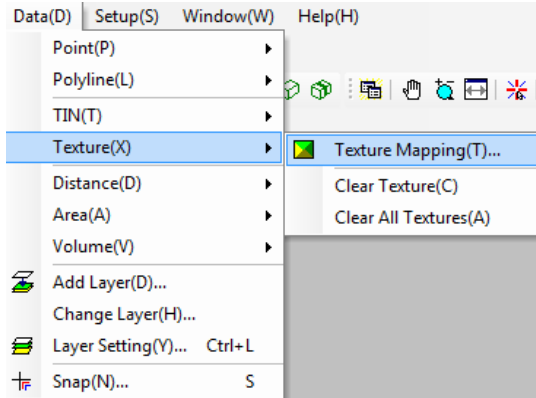 Data(D) Setup(S) Window(W) Help(H)
Point(P)
Polyline(L)
TIN(T)
Texture(X)
Texture Mapping(T)...
Clear Texture(C)
Clear All Textures(A)
Distance(D)
Area(A)
Volume(V)
Add Layer(D)...
Change Layer(H)...
Layer Setting(Y)... Ctrl+L
Snap(N)... S